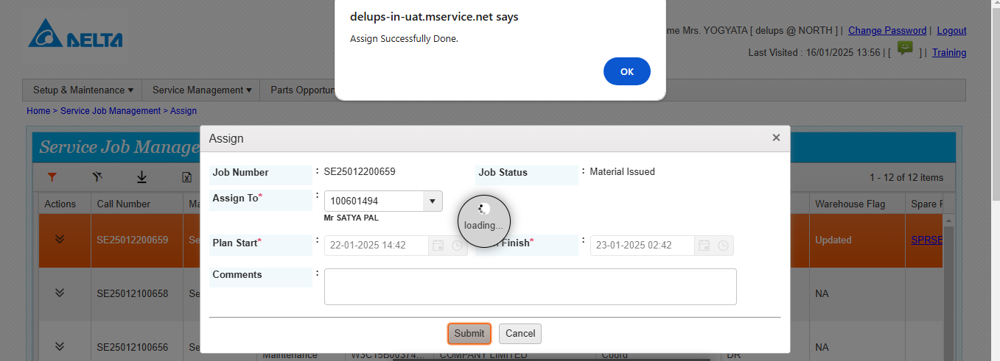 delups-in-uat.mservice.net says
Assign Successfully Done.
OK
DELTA
me Mrs. YOGYATA [ delups @ NORTH ] | Change Password | Logout
Last Visited : 16/01/2025 13:56 | [ ] | Training
Setup & Maintenance Service Management Parts Opportun
Home > Service Job Management > Assign
Service Job Manage
Assign
1 - 12 of 12 items
Job Number : SE25012200659 Job Status : Material Issued
Assign To* : 100601494
Mr SATYA PAL
loading...
Plan Start* : 22-01-2025 14:42 Finish* : 23-01-2025 02:42
Comments :
Submit Cancel
Actions Call Number Ma Warehouse Flag Spare P
SE25012200659 Se Updated SPRSE
SE25012100658 Se NA
SE25012100656 Se NA
Maintenance W3C15B00374... COMPANY LIMITED Coord DR